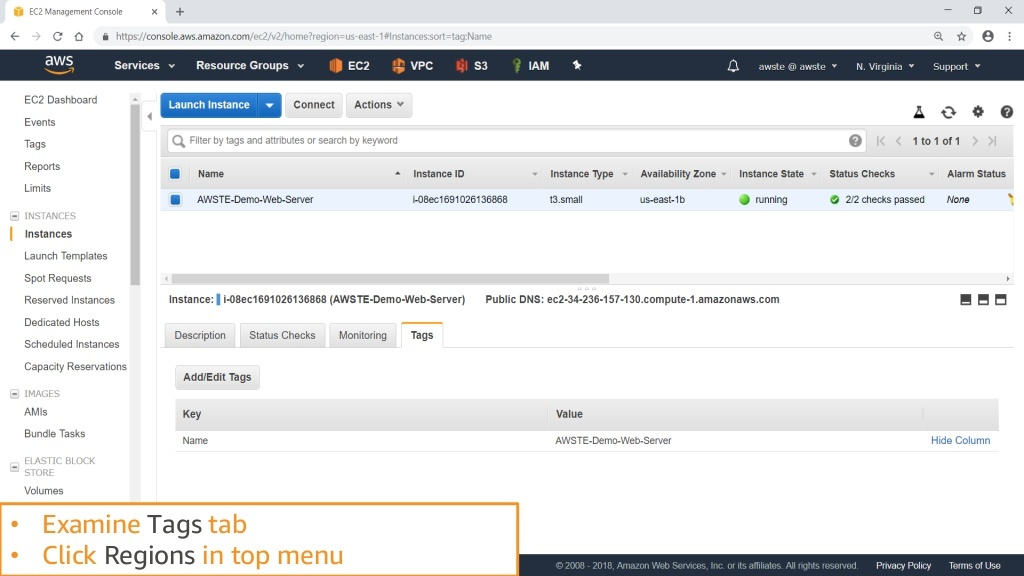 EC2 Management Console
https://console.aws.amazon.com/ec2/v2/home?region=us-east-1#Instances:sort=tag:Name
aws Services Resource Groups EC2 VPC S3 IAM awste @ awste N. Virginia Support
EC2 Dashboard
Events
Tags
Reports
Limits
INSTANCES
Instances
Launch Templates
Spot Requests
Reserved Instances
Dedicated Hosts
Scheduled Instances
Capacity Reservations
IMAGES
AMIs
Bundle Tasks
ELASTIC BLOCK
STORE
Volumes
Launch Instance Connect Actions
Filter by tags and attributes or search by keyword 1 to 1 of 1
Name Instance ID Instance Type Availability Zone Instance State Status Checks Alarm Status
AWSTE-Demo-Web-Server i-08ec1691026136868 t3.small us-east-1b running 2/2 checks passed None
Instance: i-08ec1691026136868 (AWSTE-Demo-Web-Server) Public DNS: ec2-34-236-157-130.compute-1.amazonaws.com
Description Status Checks Monitoring Tags
Add/Edit Tags
Key Value
Name AWSTE-Demo-Web-Server Hide Column
• Examine Tags tab
• Click Regions in top menu
© 2008 - 2018, Amazon Web Services, Inc. or its affiliates. All rights reserved. Privacy Policy Terms of Use